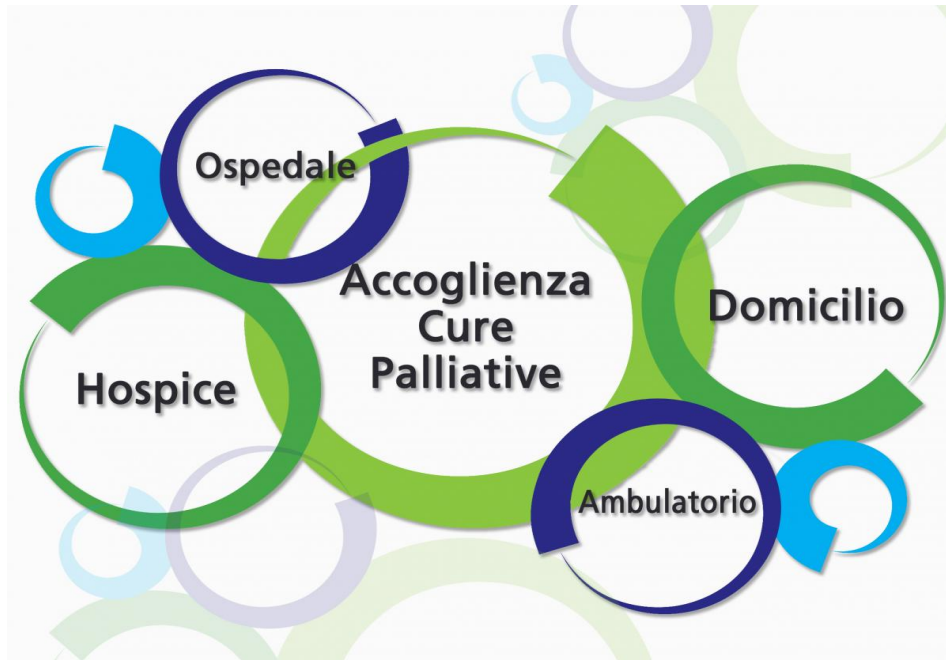 Ospedale
Accoglienza
Cure
Palliative
Domicilio
Hospice
Ambulatorio